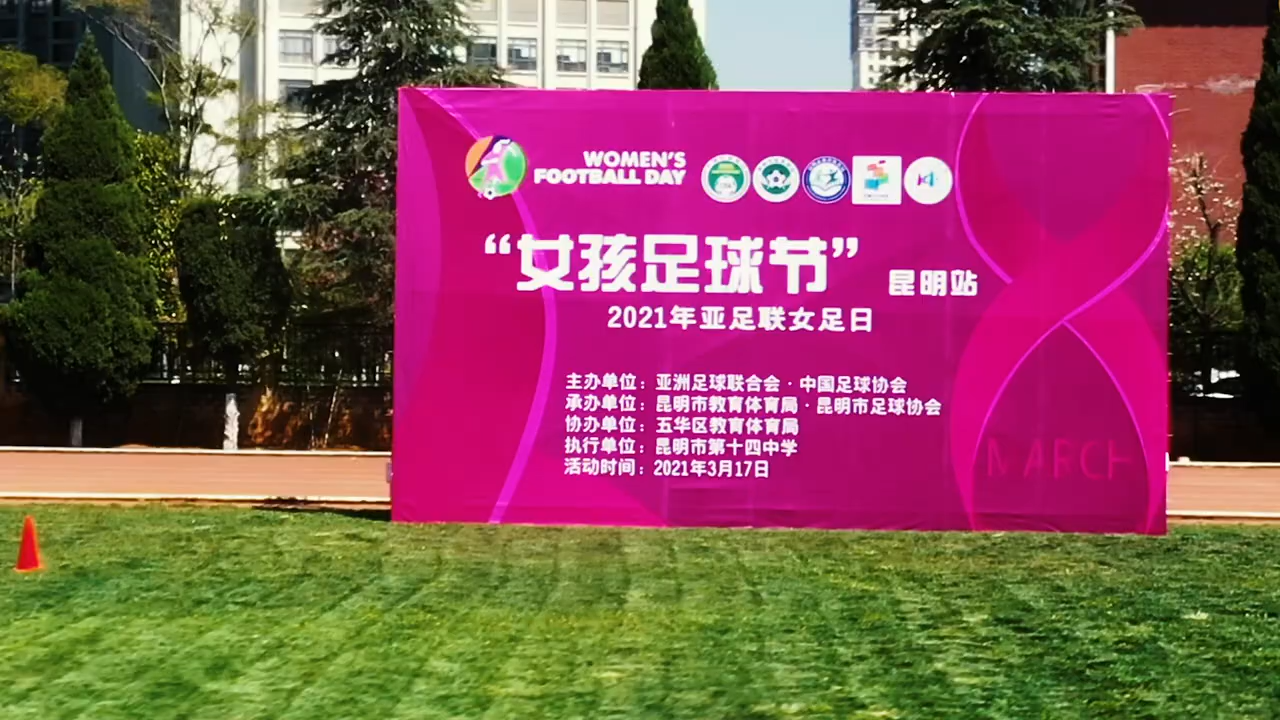 WOMEN'S
FOOTBALL DAY
“女孩足球节” 昆明站
2021年亚足联女足日
主办单位：亚洲足球联合会·中国足球协会
承办单位：昆明市教育体育局·昆明市足球协会
协办单位：五华区教育体育局
执行单位：昆明市第十四中学
活动时间：2021年3月17日
MARCH